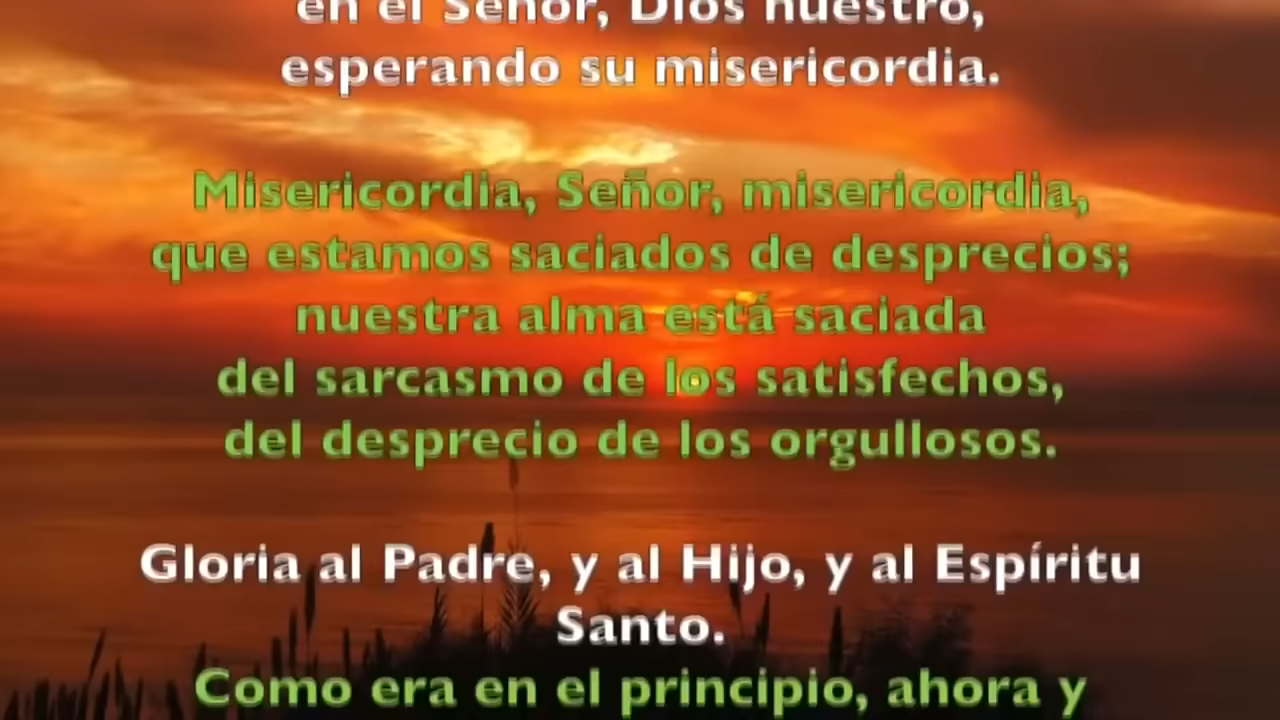 en el Señor, Dios nuestro,
esperando su misericordia.
Misericordia, Señor, misericordia,
que estamos saciados de desprecios;
nuestra alma está saciada
del sarcasmo de los satisfechos,
del desprecio de los orgullosos.
Gloria al Padre, y al Hijo, y al Espíritu
Santo.
Como era en el principio, ahora y